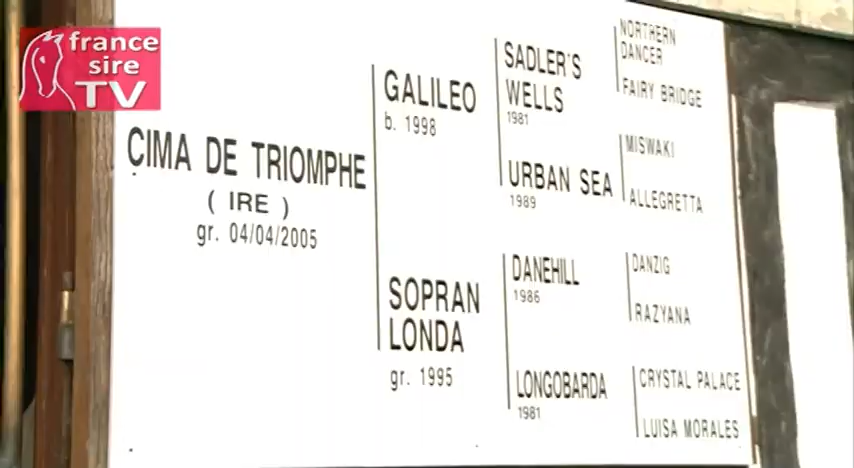 france
sire
TV
CIMA DE TRIOMPHE
( IRE )
gr. 04/04/2005
GALILEO
b. 1998
SOPRAN
LONDA
gr. 1995
SADLER'S
WELLS
1981
URBAN SEA
1989
DANEHILL
1986
LONGOBARDA
1981
NORTHERN
DANCER
FAIRY BRIDGE
MISWAKI
ALLEGRETTA
DANZIG
RAZYANA
CRYSTAL PALACE
LUISA MORALES